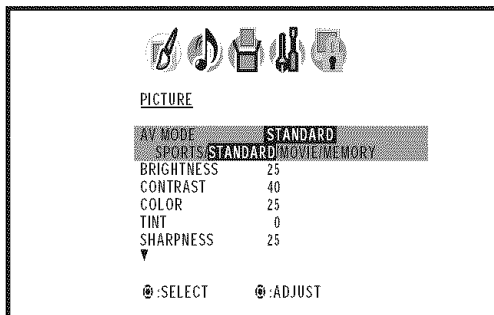 PICTURE
AV MODE STANDARD
SPORTS/STANDARD/MOVIE/MEMORY
BRIGHTNESS 25
CONTRAST 40
COLOR 25
TINT 0
SHARPNESS 25
:SELECT :ADJUST